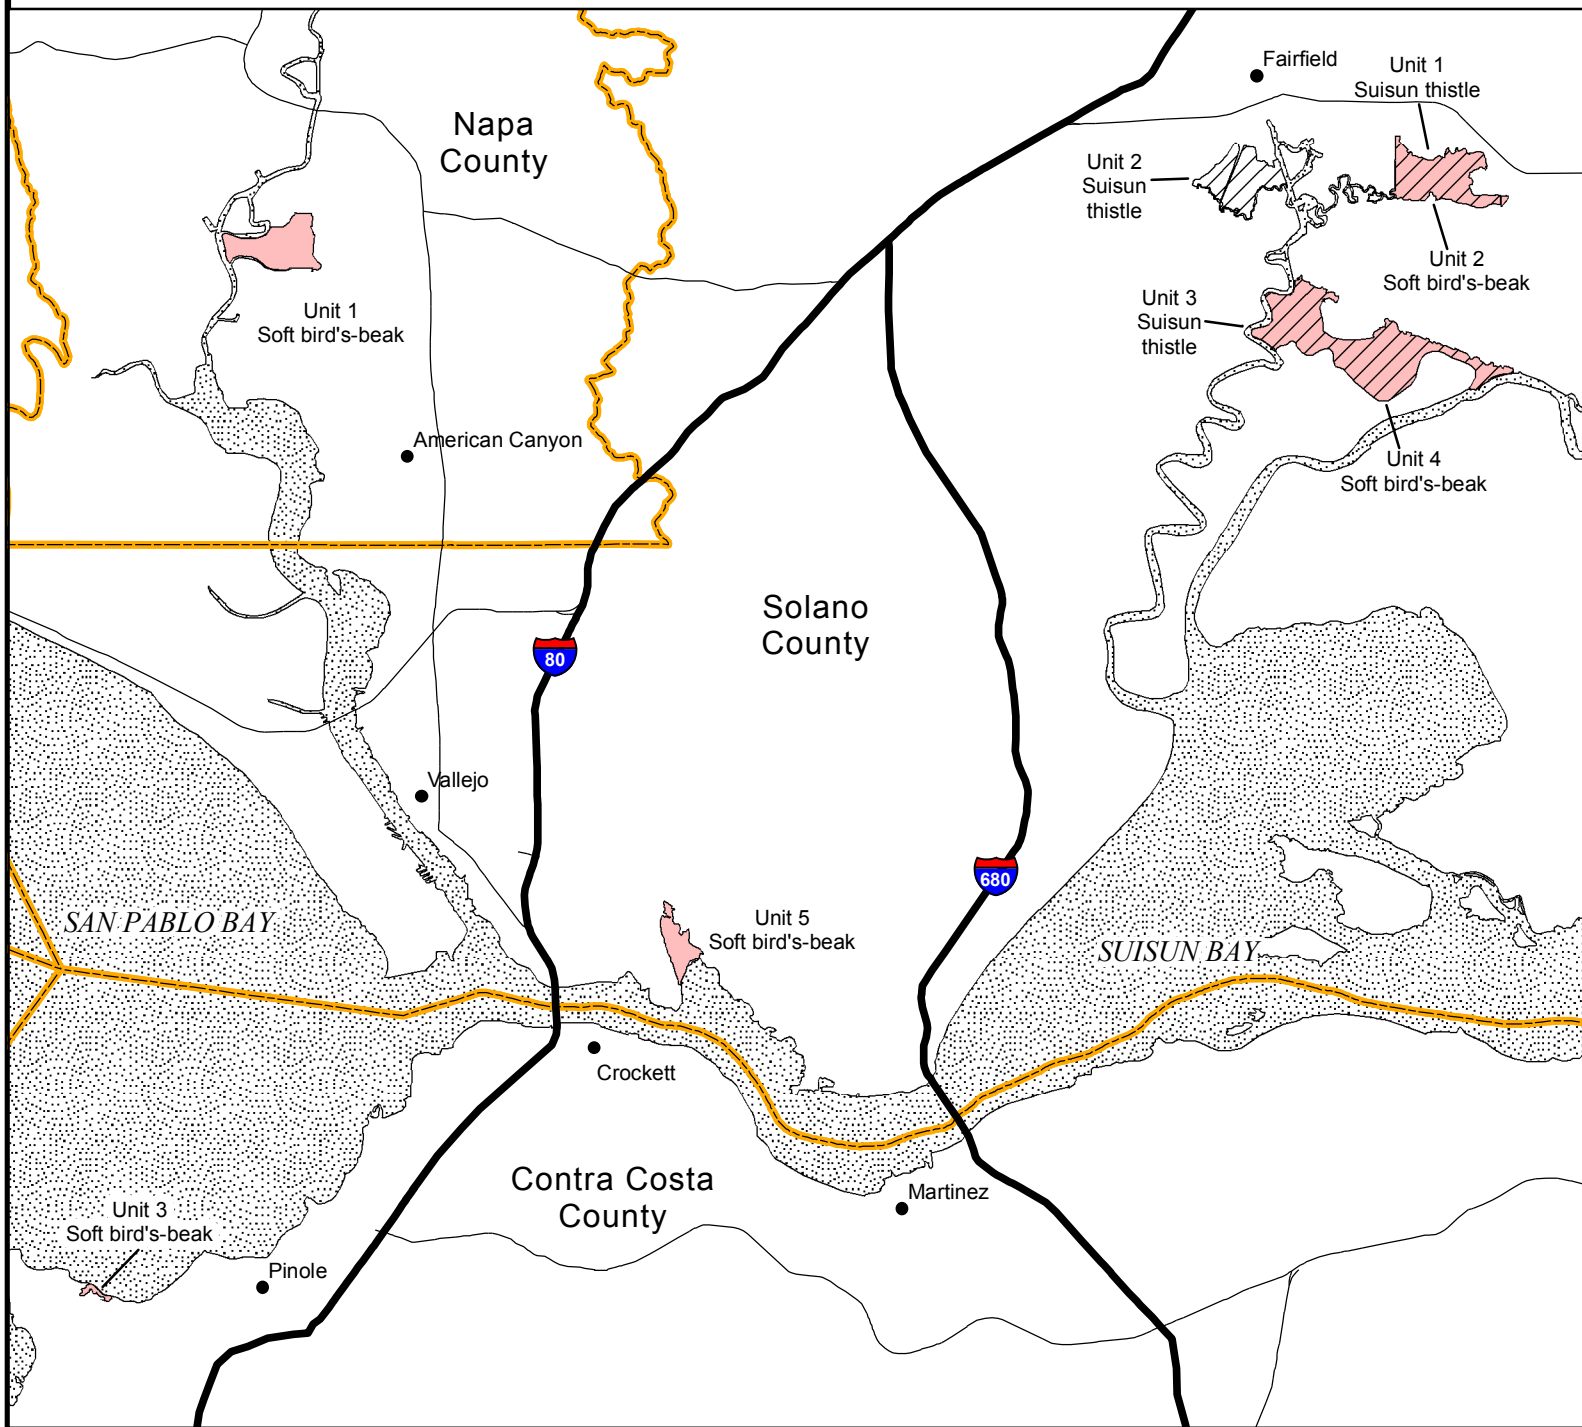 Fairfield
Unit 1
Suisun thistle
Napa
County
Unit 2
Suisun
thistle
Unit 2
Soft bird's-beak
Unit 1
Soft bird's-beak
Unit 3
Suisun
thistle
American Canyon
Unit 4
Soft bird's-beak
Solano
County
80
Vallejo
680
SAN PABLO BAY
Unit 5
Soft bird's-beak
SUISUN BAY
Crockett
Contra Costa
County
Martinez
Unit 3
Soft bird's-beak
Pinole